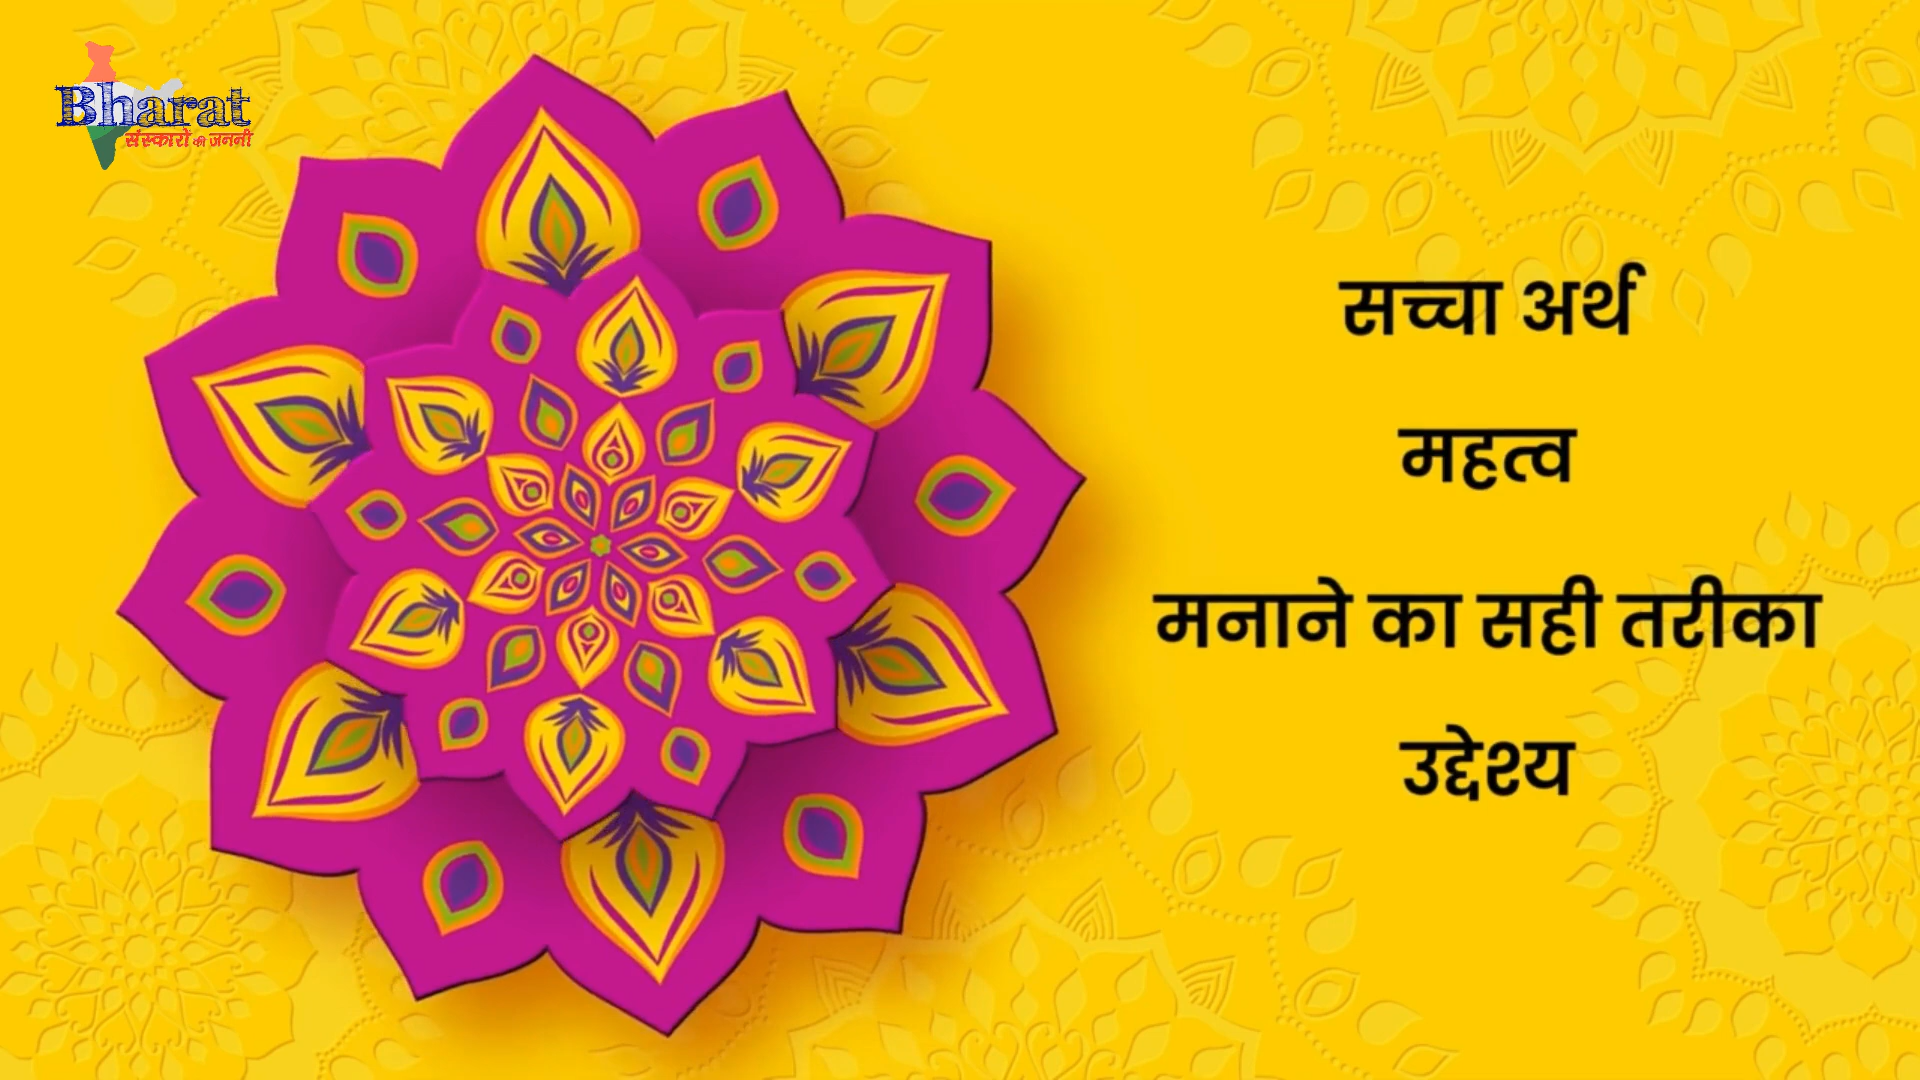 Bharat
संस्कारों की जननी
सच्चा अर्थ
महत्व
मनाने का सही तरीका
उद्देश्य